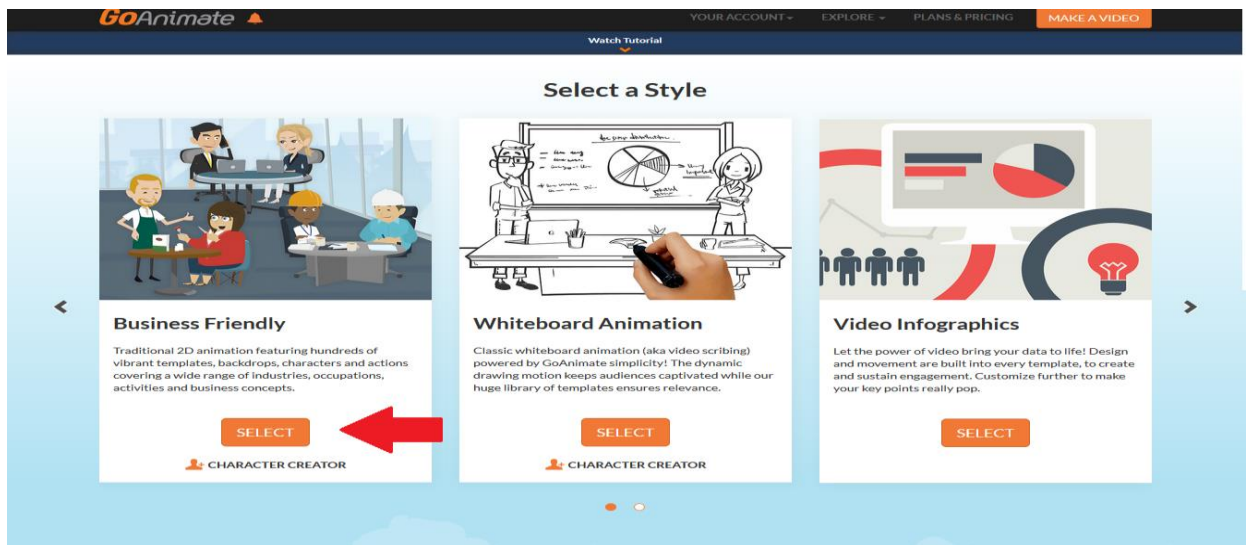 GoAnimate
YOUR ACCOUNT EXPLORE PLANS & PRICING MAKE A VIDEO
Watch Tutorial
Select a Style
Business Friendly
Traditional 2D animation featuring hundreds of
vibrant templates, backdrops, characters and actions
covering a wide range of industries, occupations,
activities and business concepts.
SELECT
CHARACTER CREATOR
Whiteboard Animation
Classic whiteboard animation (aka video scribing)
powered by GoAnimate simplicity! The dynamic
drawing motion keeps audiences captivated while our
huge library of templates ensures relevance.
SELECT
CHARACTER CREATOR
Video Infographics
Let the power of video bring your data to life! Design
and movement are built into every template, to create
and sustain engagement. Customize further to make
your key points really pop.
SELECT